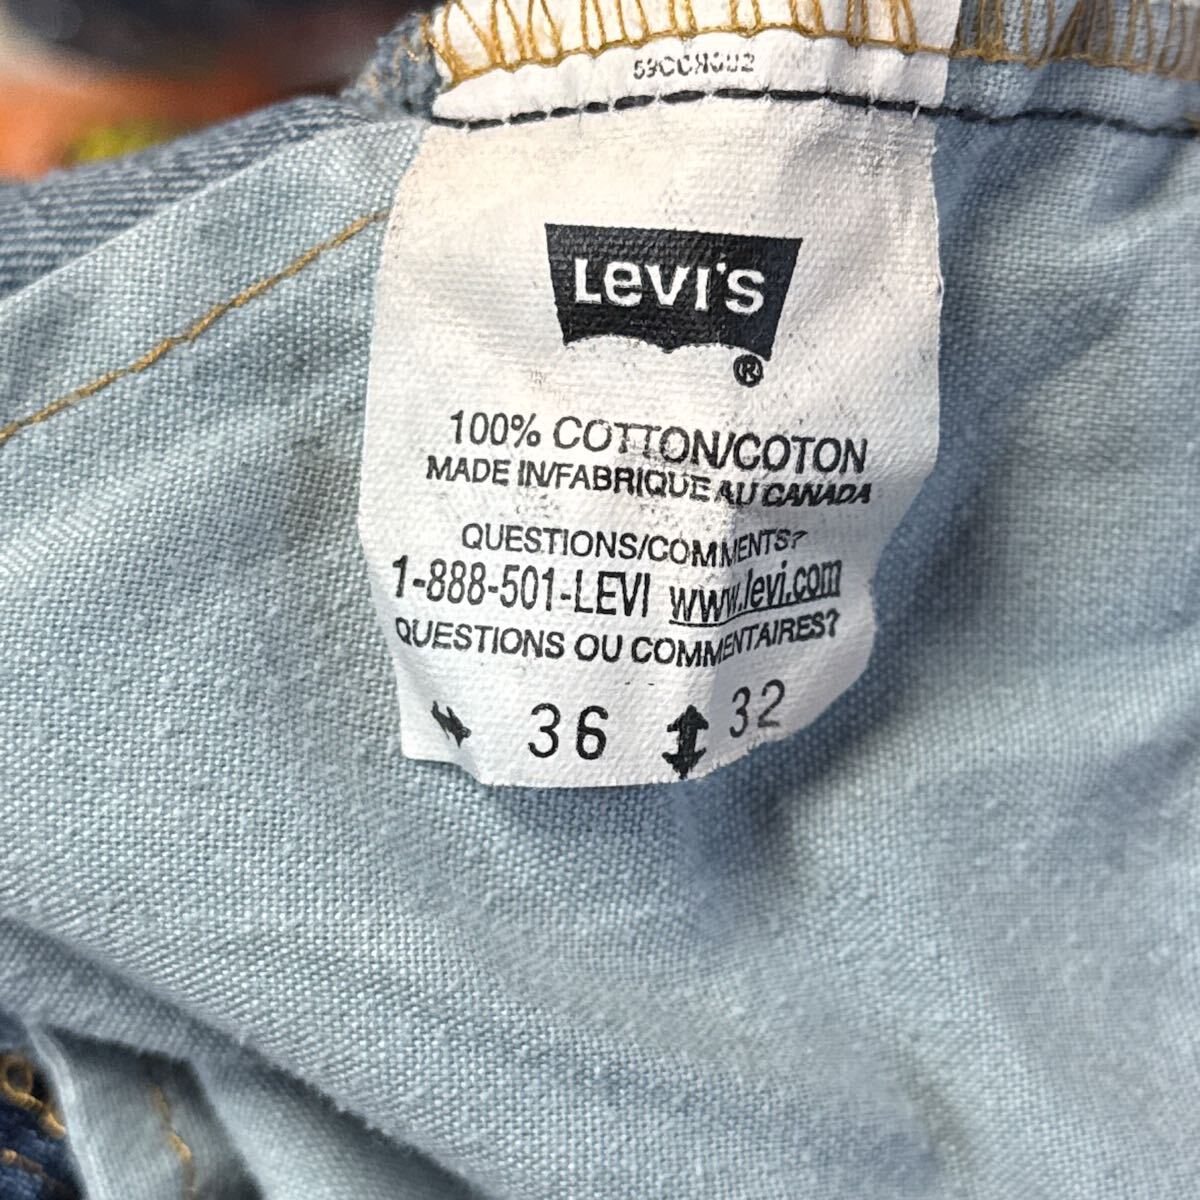 LEVI'S
®
100% COTTON/COTON
MADE IN/FABRIQUE AU CANADA
QUESTIONS/COMMENTS?
1-888-501-LEVI www.levi.com
QUESTIONS OU COMMENTAIRES?
36 32